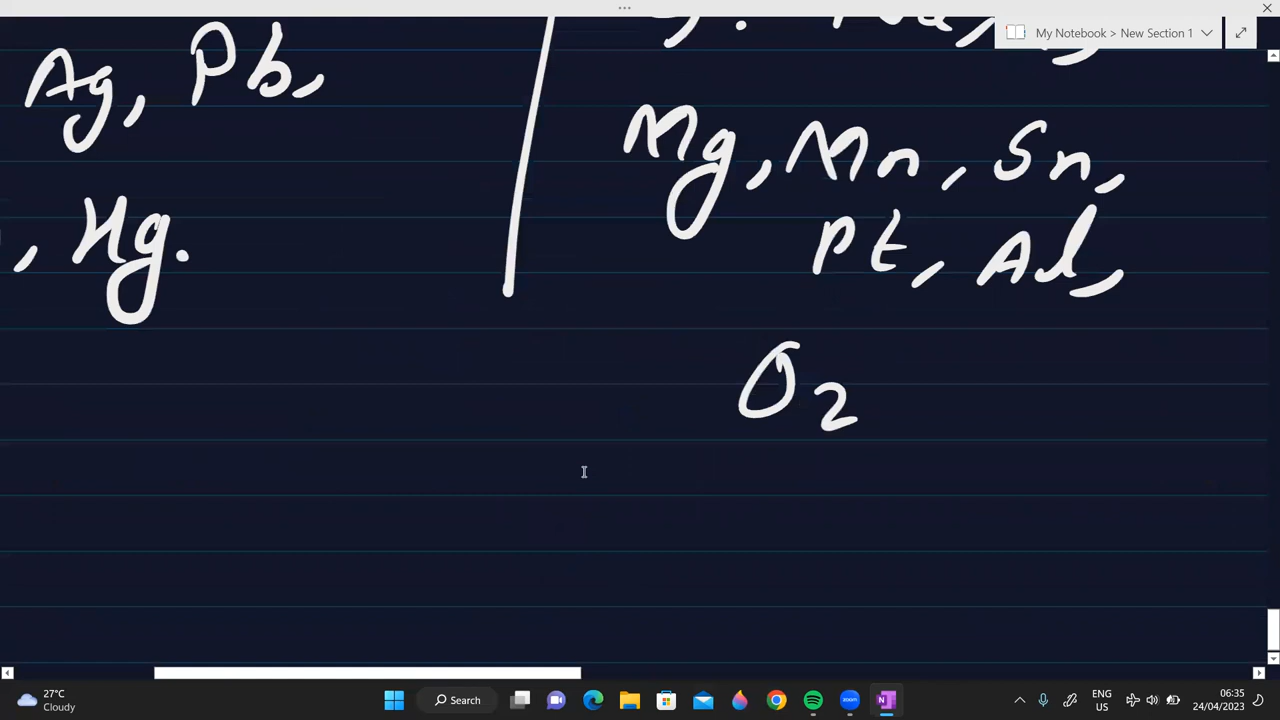 My Notebook > New Section 1
Ag, Pb,
, Hg.
Mg, Mn, Sn,
Pt, Al,
O2
27°C
Cloudy
Search
zoom
ENG
US
06:35
24/04/2023